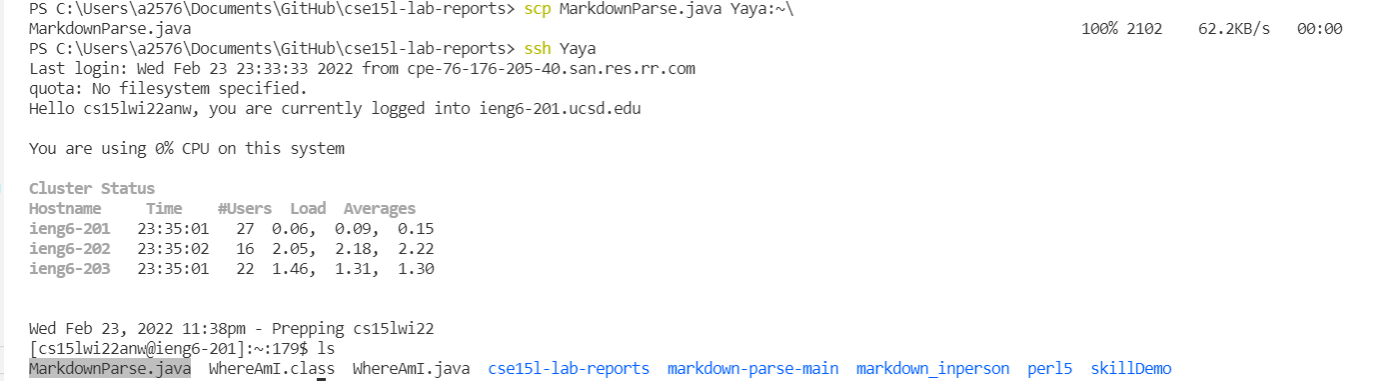 PS C:\Users\a2576\Documents\GitHub\cse15l-lab-reports> scp MarkdownParse.java Yaya:~\
MarkdownParse.java 100% 2102 62.2KB/s 00:00
PS C:\Users\a2576\Documents\GitHub\cse15l-lab-reports> ssh Yaya
Last login: Wed Feb 23 23:33:33 2022 from cpe-76-176-205-40.san.res.rr.com
quota: No filesystem specified.
Hello cs15lwi22anw, you are currently logged into ieng6-201.ucsd.edu
You are using 0% CPU on this system
Cluster Status
Hostname Time #Users Load Averages
ieng6-201 23:35:01 27 0.06, 0.09, 0.15
ieng6-202 23:35:02 16 2.05, 2.18, 2.22
ieng6-203 23:35:01 22 1.46, 1.31, 1.30
Wed Feb 23, 2022 11:38pm - Prepping cs15lwi22
[cs15lwi22anw@ieng6-201]:~:179$ ls
MarkdownParse.java WhereAmI.class WhereAmI.java cse15l-lab-reports markdown-parse-main markdown_inperson perl5 skillDemo